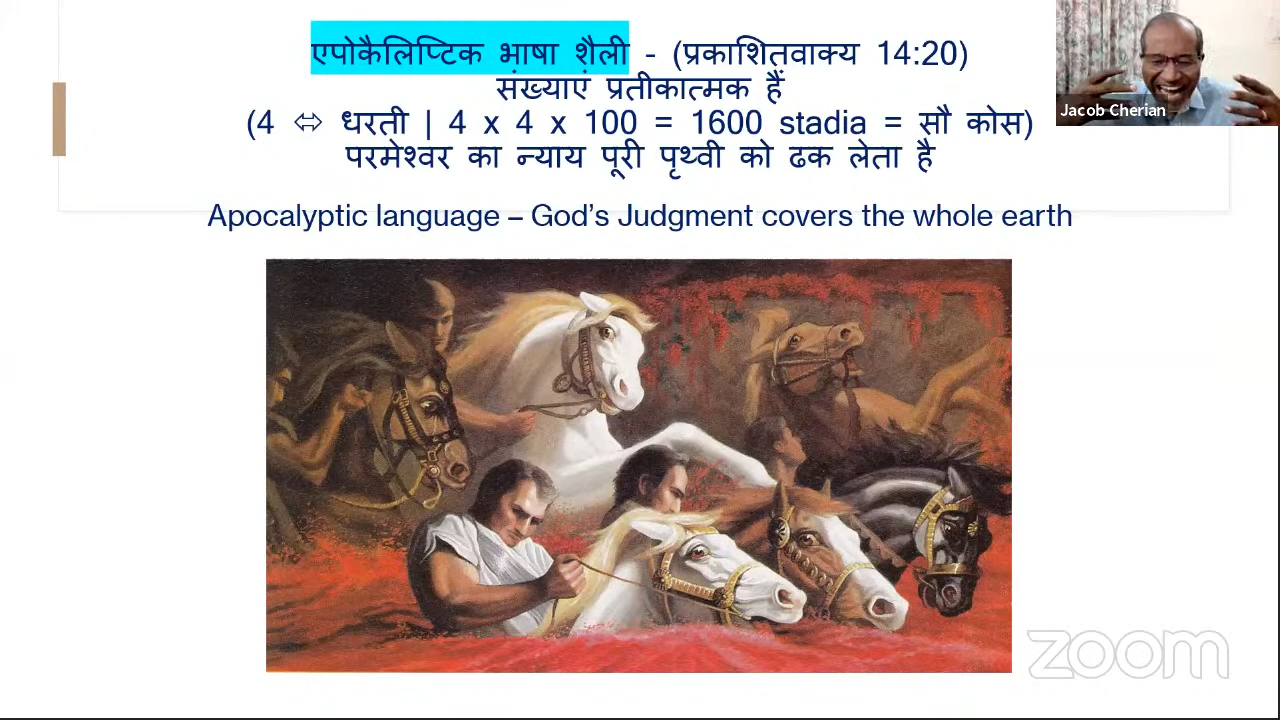 एपोकैलिप्टिक भाषा शैली - (प्रकाशितवाक्य 14:20)
संख्याएं प्रतीकात्मक हैं
(4 ⬄ धरती | 4 x 4 x 100 = 1600 stadia = सौ कोस)
परमेश्वर का न्याय पूरी पृथ्वी को ढक लेता है
Apocalyptic language – God’s Judgment covers the whole earth
Jacob Cherian
zoom